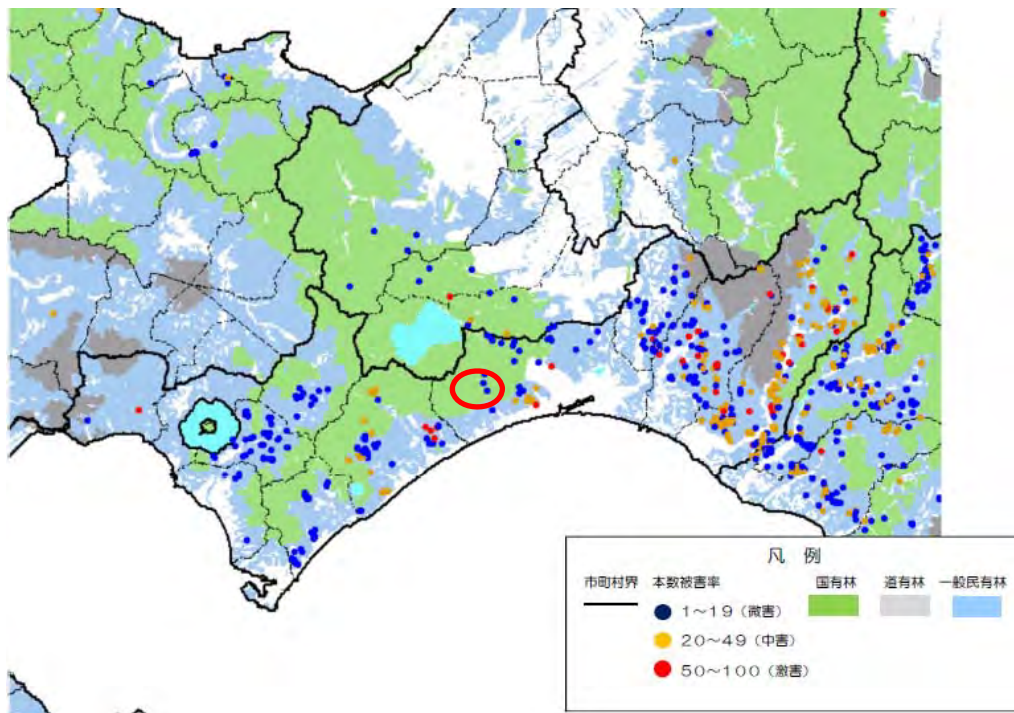 凡 例
市町村界 本数被害率 国有林 道有林 一般民有林
1～19（微害）
20～49（中害）
50～100（激害）